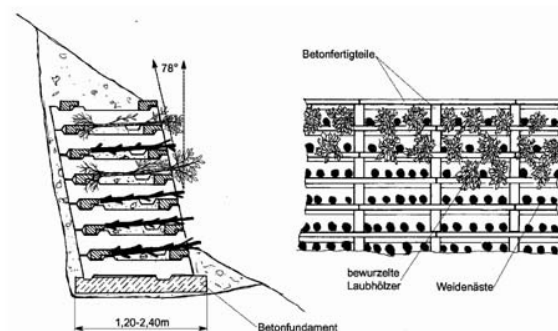 78°
Betonfertigteile
bewurzelte
Laubhölzer
Weidenäste
1,20-2,40m
Betonfundament